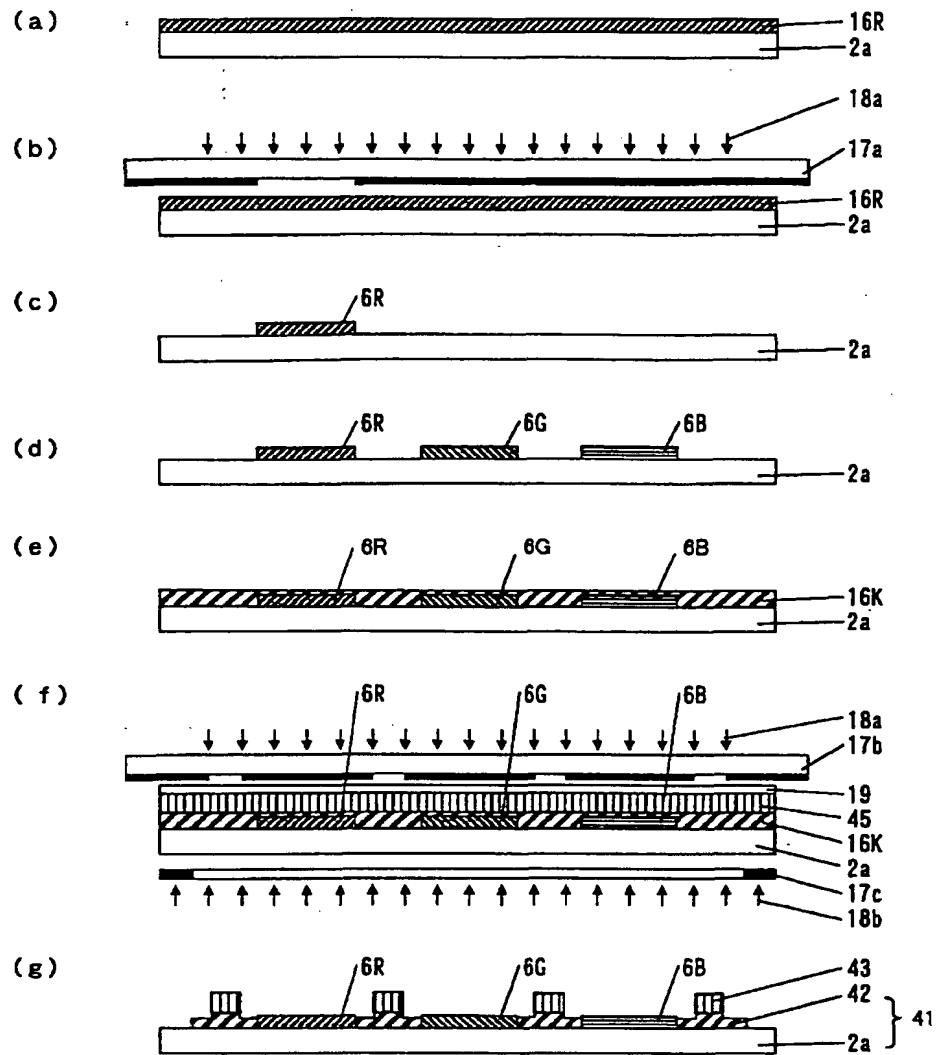 (a)
16R
2a
18a
(b)
17a
16R
2a
(c)
6R
2a
(d)
6R 6G 6B
2a
(e)
6R 6G 6B
16K
2a
(f)
6R 6G 6B
18a
17b
19
45
16K
2a
17c
18b
(g)
6R 6G 6B
43
42
41
2a